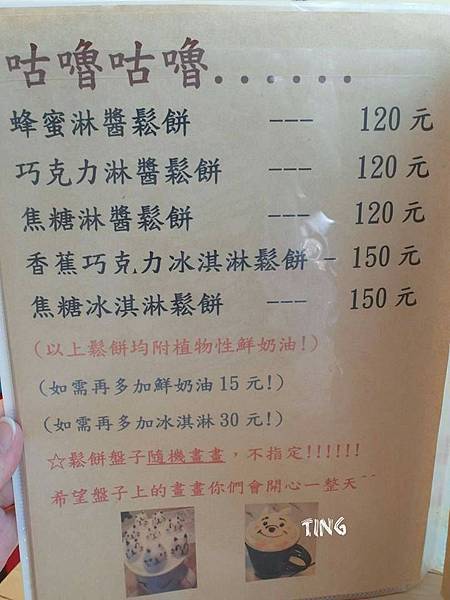 咕嚕咕嚕......
蜂蜜淋醬鬆餅 --- 120元
巧克力淋醬鬆餅 --- 120元
焦糖淋醬鬆餅 --- 120元
香蕉巧克力冰淇淋鬆餅 - 150元
焦糖冰淇淋鬆餅 --- 150元
(以上鬆餅均附植物性鮮奶油!)
(如需再多加鮮奶油15元!)
(如需再多加冰淇淋30元!)
☆鬆餅盤子隨機畫畫，不指定!!!!!!
希望盤子上的畫畫你們會開心一整天^^
TING